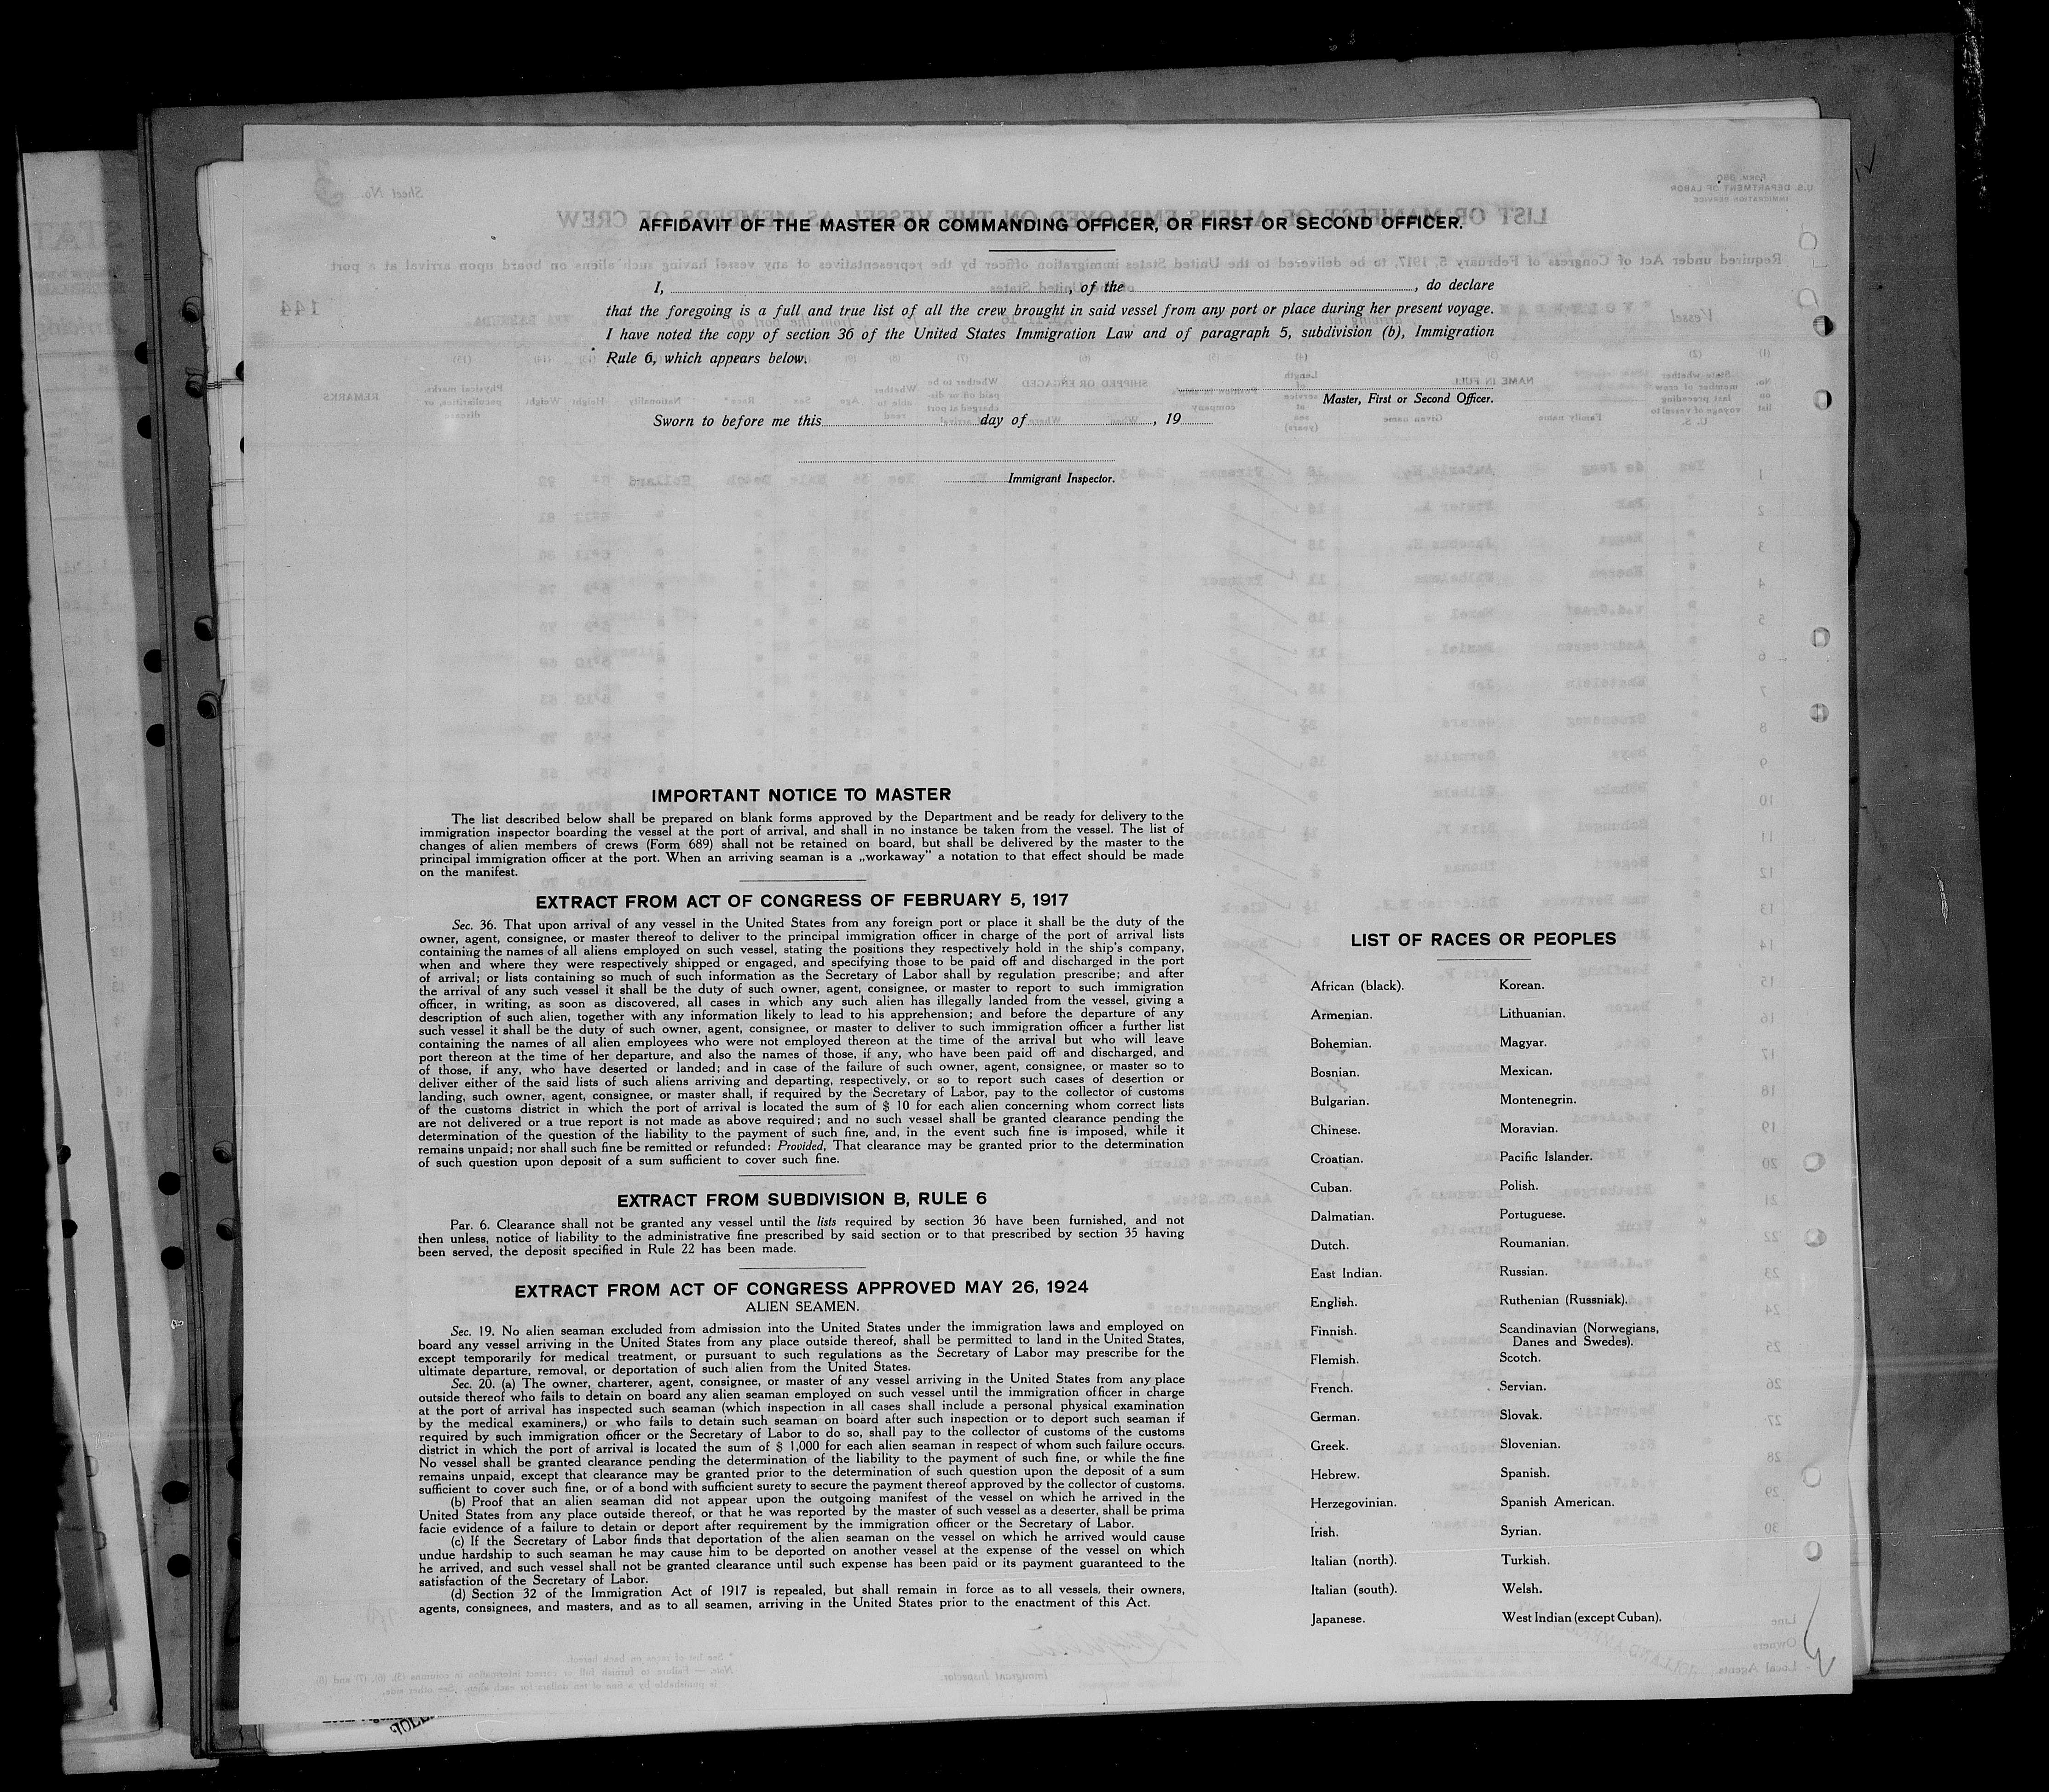 AFFIDAVIT OF THE MASTER OR COMMANDING OFFICER, OR FIRST OR SECOND OFFICER.
I, , of the , do declare
that the foregoing is a full and true list of all the crew brought in said vessel from any port or place during her present voyage.
I have noted the copy of section 36 of the United States Immigration Law and of paragraph 5, subdivision (b), Immigration
Rule 6, which appears below.
Master, First or Second Officer.
Sworn to before me this day of , 19
Immigrant Inspector.
IMPORTANT NOTICE TO MASTER
The list described below shall be prepared on blank forms approved by the Department and be ready for delivery to the
immigration inspector boarding the vessel at the port of arrival, and shall in no instance be taken from the vessel. The list of
changes of alien members of crews (Form 689) shall not be retained on board, but shall be delivered by the master to the
principal immigration officer at the port. When an arriving seaman is a „workaway" a notation to that effect should be made
on the manifest.
EXTRACT FROM ACT OF CONGRESS OF FEBRUARY 5, 1917
Sec. 36. That upon arrival of any vessel in the United States from any foreign port or place it shall be the duty of the
owner, agent, consignee, or master thereof to deliver to the principal immigration officer in charge of the port of arrival lists
containing the names of all aliens employed on such vessel, stating the positions they respectively hold in the ship's company,
when and where they were respectively shipped or engaged, and specifying those to be paid off and discharged in the port
of arrival; or lists containing so much of such information as the Secretary of Labor shall by regulation prescribe; and after
the arrival of any such vessel it shall be the duty of such owner, agent, consignee, or master to report to such immigration
officer, in writing, as soon as discovered, all cases in which any such alien has illegally landed from the vessel, giving a
description of such alien, together with any information likely to lead to his apprehension; and before the departure of any
such vessel it shall be the duty of such owner, agent, consignee, or master to deliver to such immigration officer a further list
containing the names of all alien employees who were not employed thereon at the time of the arrival but who will leave
port thereon at the time of her departure, and also the names of those, if any, who have been paid off and discharged, and
of those, if any, who have deserted or landed; and in case of the failure of such owner, agent, consignee, or master so to
deliver either of the said lists of such aliens arriving and departing, respectively, or so to report such cases of desertion or
landing, such owner, agent, consignee, or master shall, if required by the Secretary of Labor, pay to the collector of customs
of the customs district in which the port of arrival is located the sum of $ 10 for each alien concerning whom correct lists
are not delivered or a true report is not made as above required; and no such vessel shall be granted clearance pending the
determination of the question of the liability to the payment of such fine, and, in the event such fine is imposed, while it
remains unpaid; nor shall such fine be remitted or refunded: Provided, That clearance may be granted prior to the determination
of such question upon deposit of a sum sufficient to cover such fine.
EXTRACT FROM SUBDIVISION B, RULE 6
Par. 6. Clearance shall not be granted any vessel until the lists required by section 36 have been furnished, and not
then unless, notice of liability to the administrative fine prescribed by said section or to that prescribed by section 35 having
been served, the deposit specified in Rule 22 has been made.
EXTRACT FROM ACT OF CONGRESS APPROVED MAY 26, 1924
ALIEN SEAMEN.
Sec. 19. No alien seaman excluded from admission into the United States under the immigration laws and employed on
board any vessel arriving in the United States from any place outside thereof, shall be permitted to land in the United States,
except temporarily for medical treatment, or pursuant to such regulations as the Secretary of Labor may prescribe for the
ultimate departure, removal, or deportation of such alien from the United States.
Sec. 20. (a) The owner, charterer, agent, consignee, or master of any vessel arriving in the United States from any place
outside thereof who fails to detain on board any alien seaman employed on such vessel until the immigration officer in charge
at the port of arrival has inspected such seaman (which inspection in all cases shall include a personal physical examination
by the medical examiners,) or who fails to detain such seaman on board after such inspection or to deport such seaman if
required by such immigration officer or the Secretary of Labor to do so, shall pay to the collector of customs of the customs
district in which the port of arrival is located the sum of $ 1,000 for each alien seaman in respect of whom such failure occurs.
No vessel shall be granted clearance pending the determination of the liability to the payment of such fine, or while the fine
remains unpaid, except that clearance may be granted prior to the determination of such question upon the deposit of a sum
sufficient to cover such fine, or of a bond with sufficient surety to secure the payment thereof approved by the collector of customs.
(b) Proof that an alien seaman did not appear upon the outgoing manifest of the vessel on which he arrived in the
United States from any place outside thereof, or that he was reported by the master of such vessel as a deserter, shall be prima
facie evidence of a failure to detain or deport after requirement by the immigration officer or the Secretary of Labor.
(c) If the Secretary of Labor finds that deportation of the alien seaman on the vessel on which he arrived would cause
undue hardship to such seaman he may cause him to be deported on another vessel at the expense of the vessel on which
he arrived, and such vessel shall not be granted clearance until such expense has been paid or its payment guaranteed to the
satisfaction of the Secretary of Labor.
(d) Section 32 of the Immigration Act of 1917 is repealed, but shall remain in force as to all vessels, their owners,
agents, consignees, and masters, and as to all seamen, arriving in the United States prior to the enactment of this Act.
LIST OF RACES OR PEOPLES
African (black).
Armenian.
Bohemian.
Bosnian.
Bulgarian.
Chinese.
Croatian.
Cuban.
Dalmatian.
Dutch.
East Indian.
English.
Finnish.
Flemish.
French.
German.
Greek.
Hebrew.
Herzegovinian.
Irish.
Italian (north).
Italian (south).
Japanese.
Korean.
Lithuanian.
Magyar.
Mexican.
Montenegrin.
Moravian.
Pacific Islander.
Polish.
Portuguese.
Roumanian.
Russian.
Ruthenian (Russniak).
Scandinavian (Norwegians,
Danes and Swedes).
Scotch.
Servian.
Slovak.
Slovenian.
Spanish.
Spanish American.
Syrian.
Turkish.
Welsh.
West Indian (except Cuban).